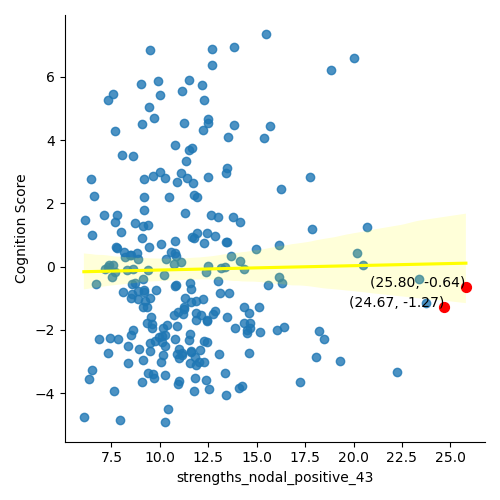 6
4
2
0
−2
−4
Cognition Score
(25.80, -0.64)
(24.67, -1.27)
7.5 10.0 12.5 15.0 17.5 20.0 22.5 25.0
strengths_nodal_positive_43